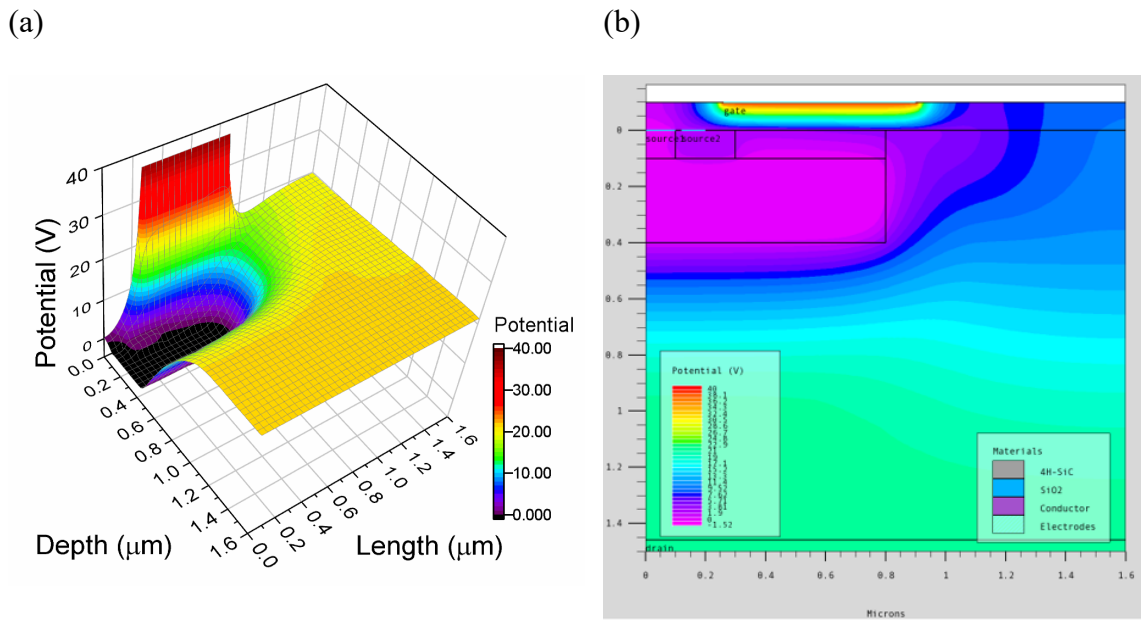 (a)
(b)
40
30
20
10
0
Potential (V)
0.0
0.2
0.4
0.6
0.8
1.0
1.2
1.4
1.6
Depth (μm)
0.0
0.2
0.4
0.6
0.8
1.0
1.2
1.4
1.6
Length (μm)
Potential
40.00
30.00
20.00
10.00
0.000
gate
source2
0
0.2
0.4
0.6
0.8
1
1.2
1.4
drain
Potential (V)
40
-1.52
Materials
4H-SiC
SiO2
Conductor
Electrodes
0
0.2
0.4
0.6
0.8
1
1.2
1.4
1.6
Microns